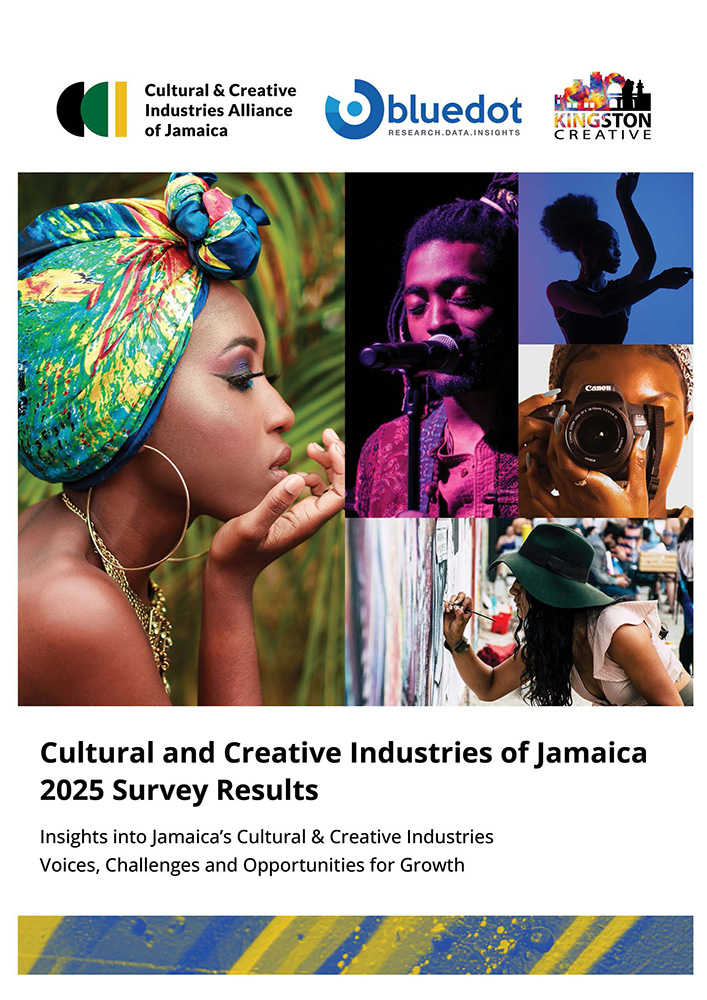 Cultural & Creative
Industries Alliance
of Jamaica
bluedot
RESEARCH.DATA.INSIGHTS
KINGSTON
CREATIVE
Canon
Cultural and Creative Industries of Jamaica
2025 Survey Results
Insights into Jamaica’s Cultural & Creative Industries
Voices, Challenges and Opportunities for Growth